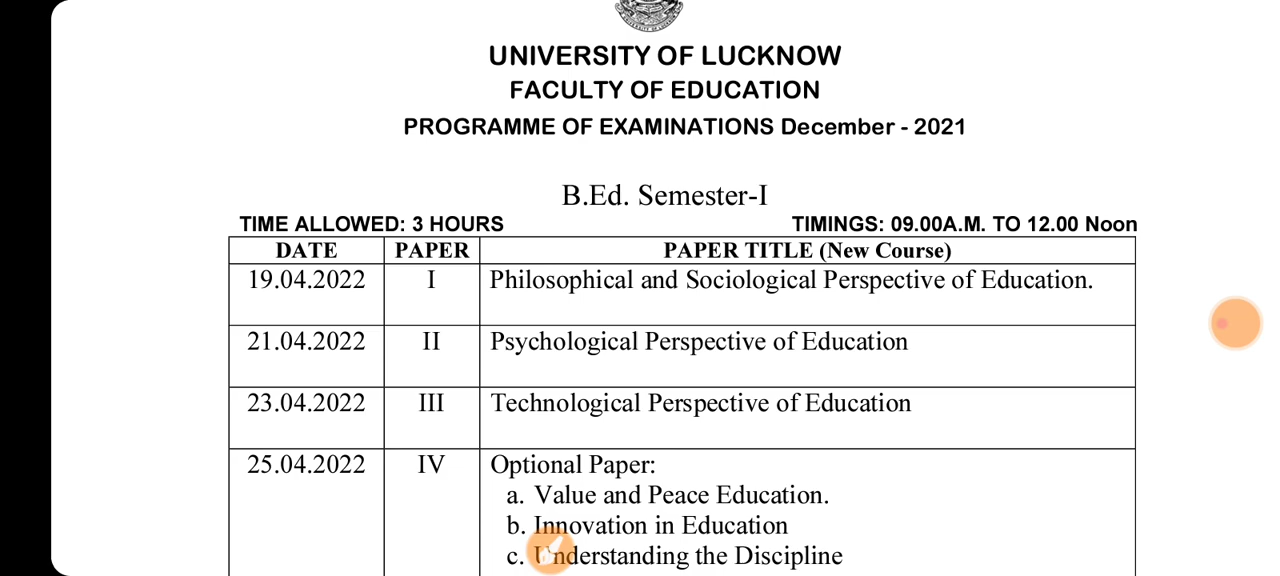 UNIVERSITY OF LUCKNOW
FACULTY OF EDUCATION
PROGRAMME OF EXAMINATIONS December - 2021
B.Ed. Semester-I
TIME ALLOWED: 3 HOURS TIMINGS: 09.00A.M. TO 12.00 Noon
DATE PAPER PAPER TITLE (New Course)
19.04.2022 I Philosophical and Sociological Perspective of Education.
21.04.2022 II Psychological Perspective of Education
23.04.2022 III Technological Perspective of Education
25.04.2022 IV Optional Paper:
a. Value and Peace Education.
b. Innovation in Education
c. Understanding the Discipline